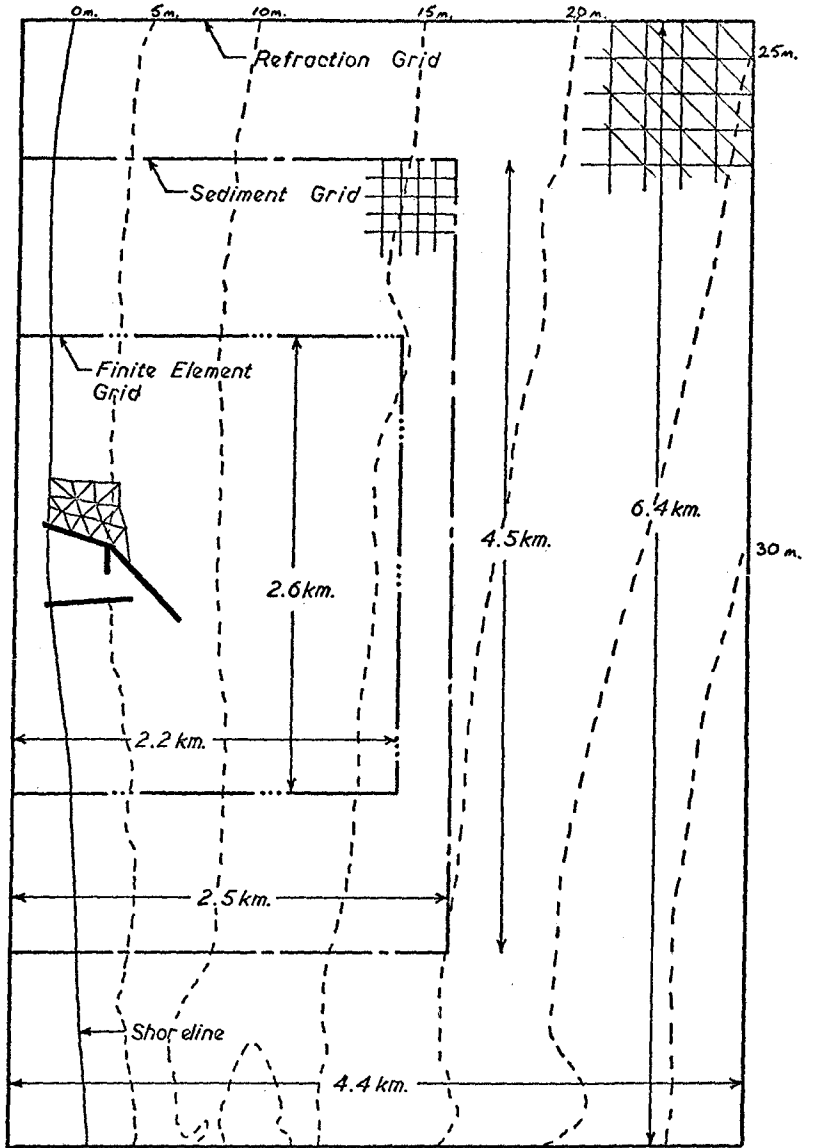 0m. 5m. 10m. 15m. 20m.
25m.
Refraction Grid
Sediment Grid
Finite Element
Grid
6.4km.
4.5km.
30m.
2.6km.
2.2km.
2.5km.
Shoreline
4.4km.